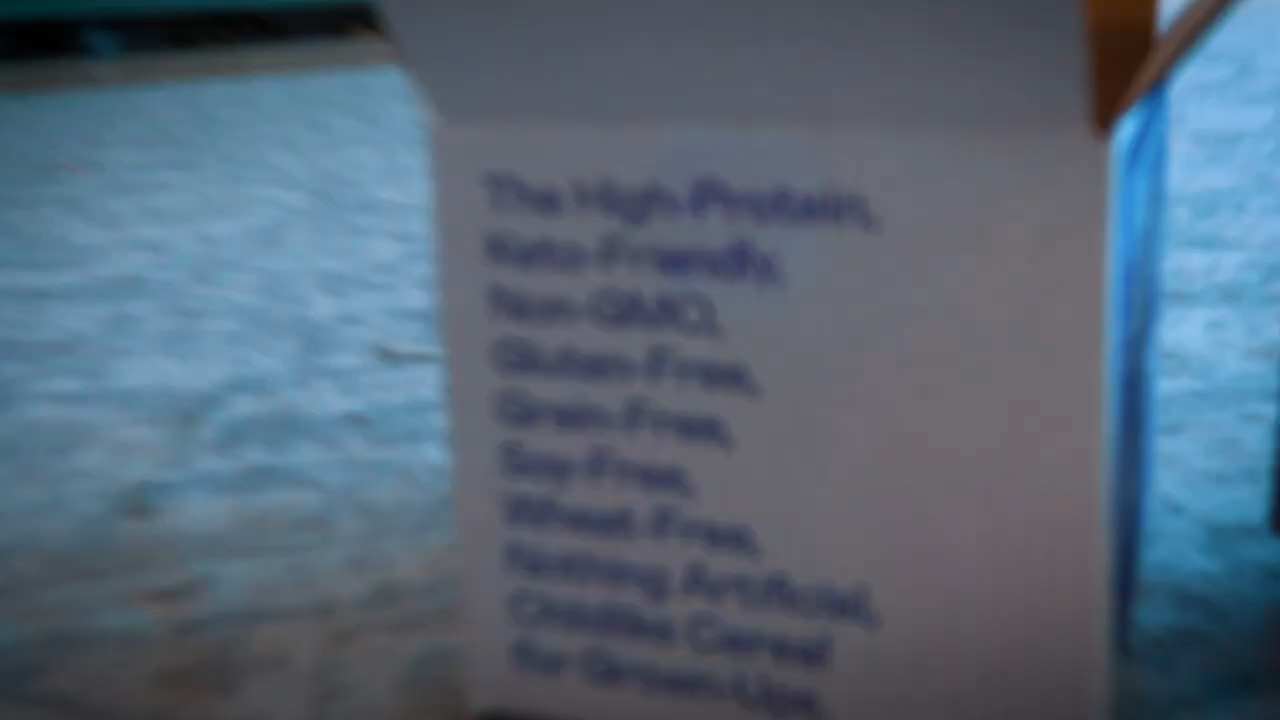 The High-Protein,
Keto-Friendly,
Non-GMO,
Gluten-Free,
Grain-Free,
Soy-Free,
Wheat-Free,
Nothing Artificial,
Childlike Cereal
for Grown-Ups.